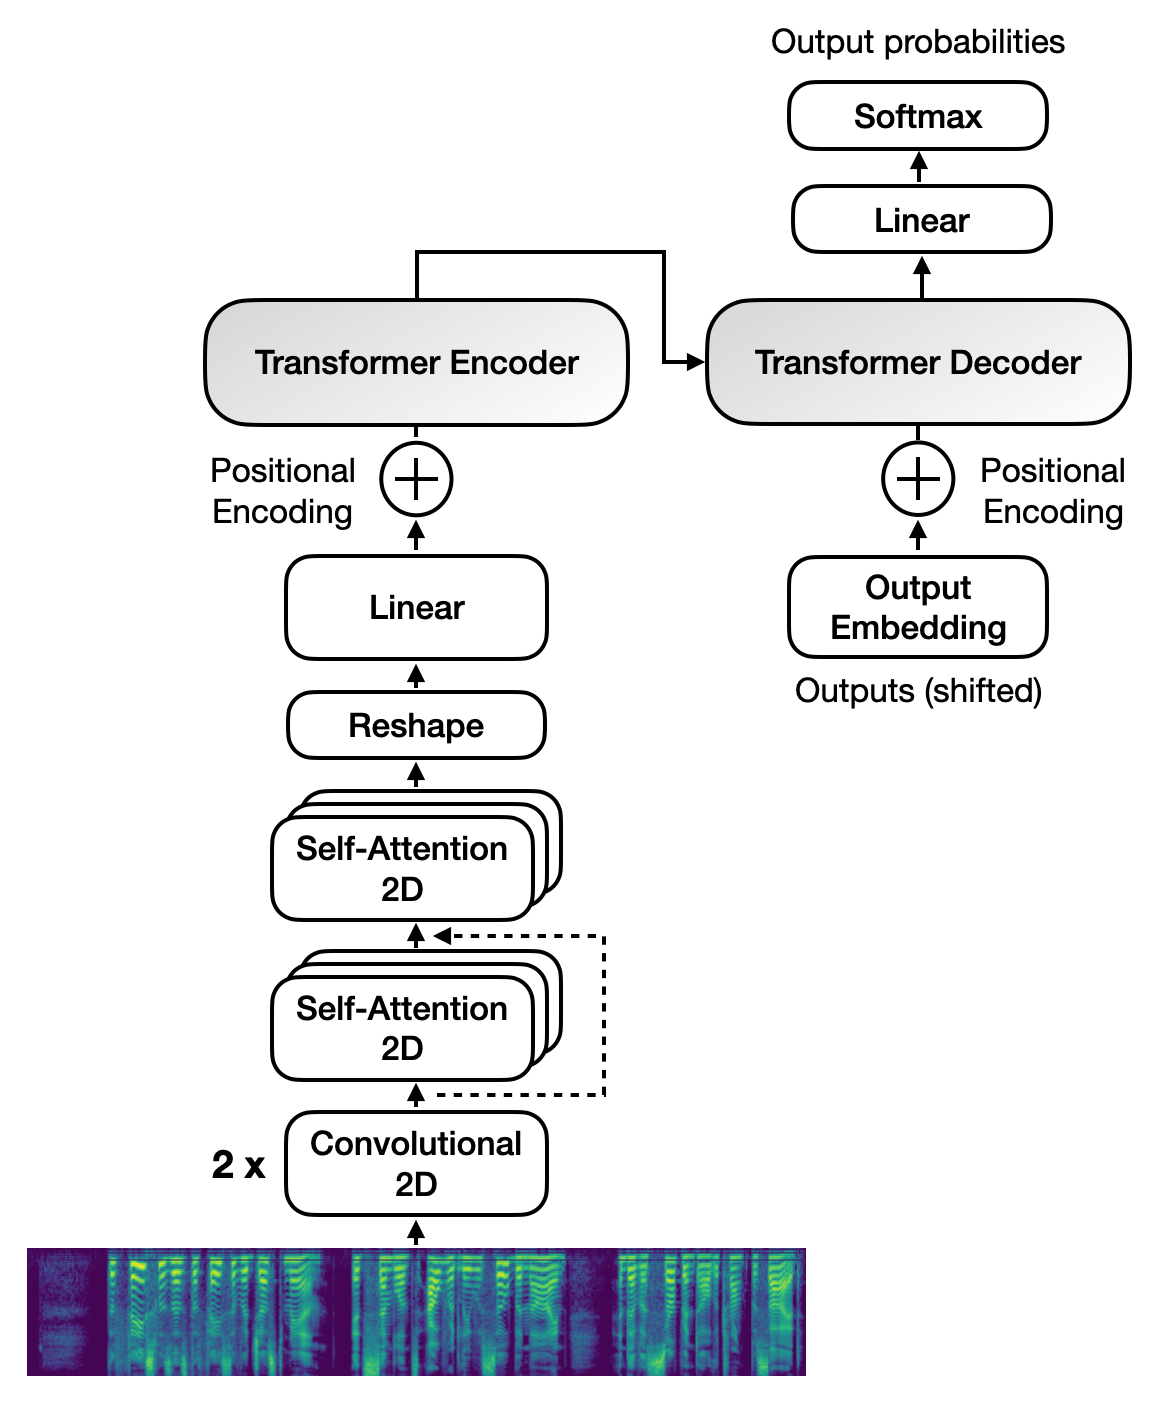 Output probabilities
Softmax
Linear
Transformer Encoder
Transformer Decoder
Positional
Encoding
Positional
Encoding
Linear
Output
Embedding
Outputs (shifted)
Reshape
Self-Attention
2D
Self-Attention
2D
2 x
Convolutional
2D